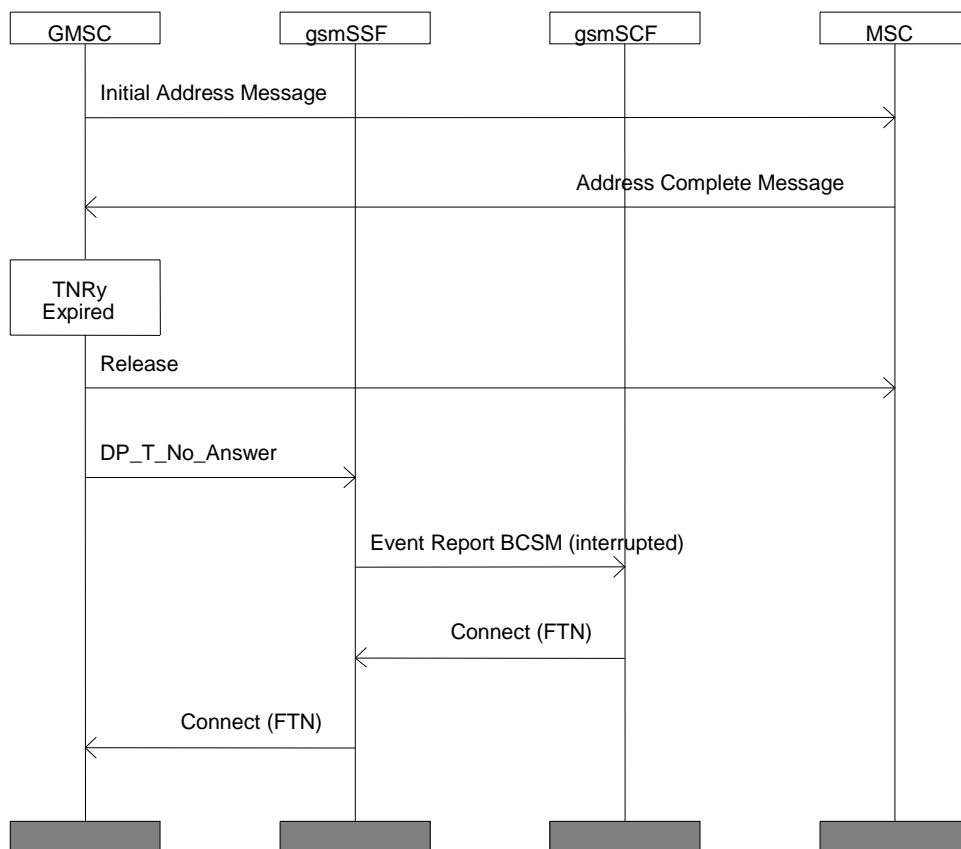 GMSC
gsmSSF
gsmSCF
MSC
Initial Address Message
Address Complete Message
TNRy
Expired
Release
DP_T_No_Answer
Event Report BCSM (interrupted)
Connect (FTN)
Connect (FTN)